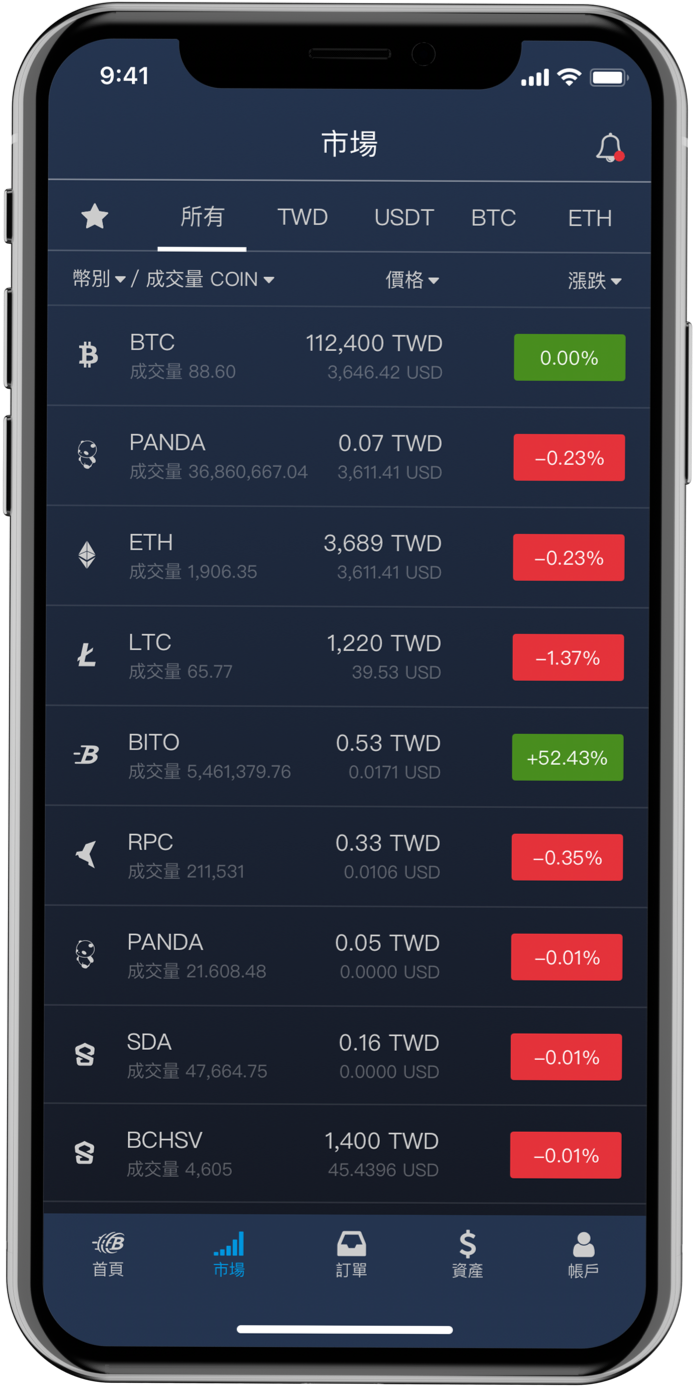 9:41
市場
所有 TWD USDT BTC ETH
幣別 / 成交量 COIN 價格 漲跌
BTC 112,400 TWD 0.00%
成交量 88.60 3,646.42 USD
PANDA 0.07 TWD –0.23%
成交量 36,860,667.04 3,611.41 USD
ETH 3,689 TWD –0.23%
成交量 1,906.35 3,611.41 USD
LTC 1,220 TWD –1.37%
成交量 65.77 39.53 USD
BITO 0.53 TWD +52.43%
成交量 5,461,379.76 0.0171 USD
RPC 0.33 TWD –0.35%
成交量 211,531 0.0106 USD
PANDA 0.05 TWD –0.01%
成交量 21.608.48 0.0000 USD
SDA 0.16 TWD –0.01%
成交量 47,664.75 0.0000 USD
BCHSV 1,400 TWD –0.01%
成交量 4,605 45.4396 USD
首頁 市場 訂單 資產 帳戶